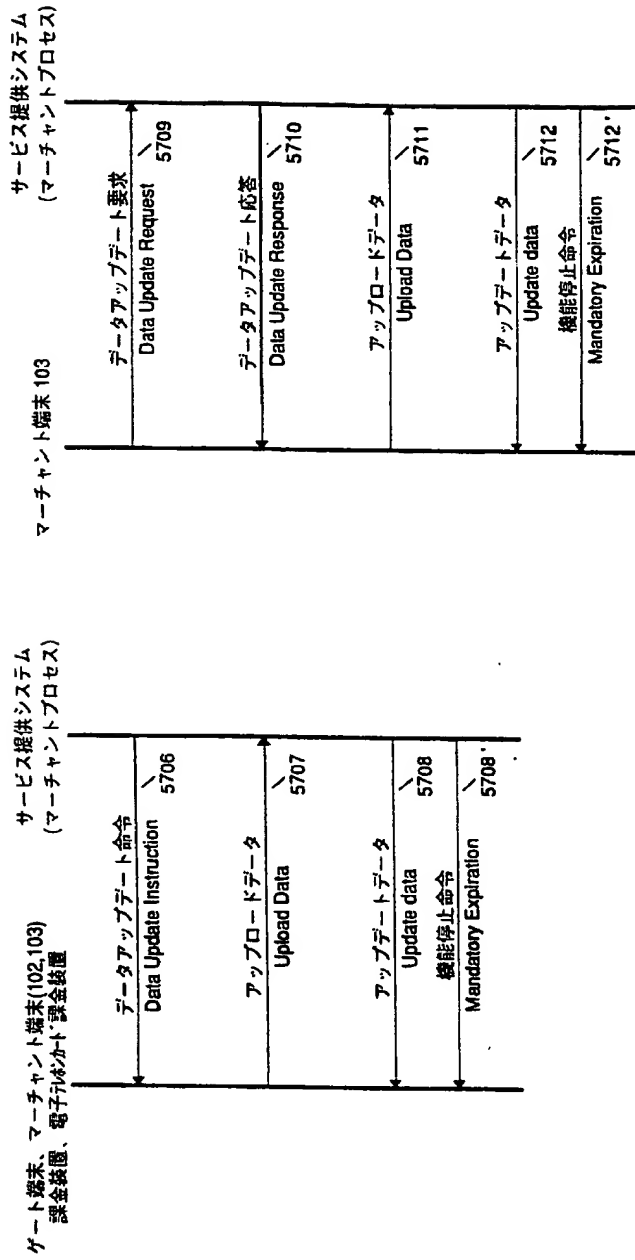 ゲート端末、マーチャント端末(102,103)
課金装置、電子テレホンカード課金装置
サービス提供システム
(マーチャントプロセス)
データアップデート命令
Data Update Instruction
5706
アップロードデータ
Upload Data
5707
アップデートデータ
Update data
5708
機能停止命令
Mandatory Expiration
5708'
マーチャント端末 103
サービス提供システム
(マーチャントプロセス)
データアップデート要求
Data Update Request
5709
データアップデート応答
Data Update Response
5710
アップロードデータ
Upload Data
5711
アップデートデータ
Update data
5712
機能停止命令
Mandatory Expiration
5712'